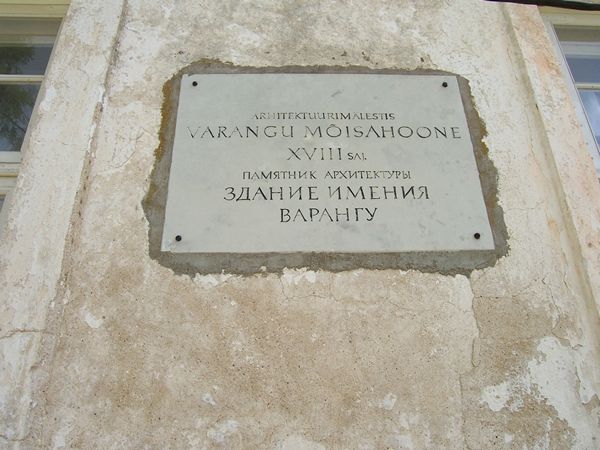 ARHITEKTUURIMÄLESTIS
VARANGU MÕISAHOONE
XVIII SAJ.
ПАМЯТНИК АРХИТЕКТУРЫ
ЗДАНИЕ ИМЕНИЯ
ВАРАНГУ